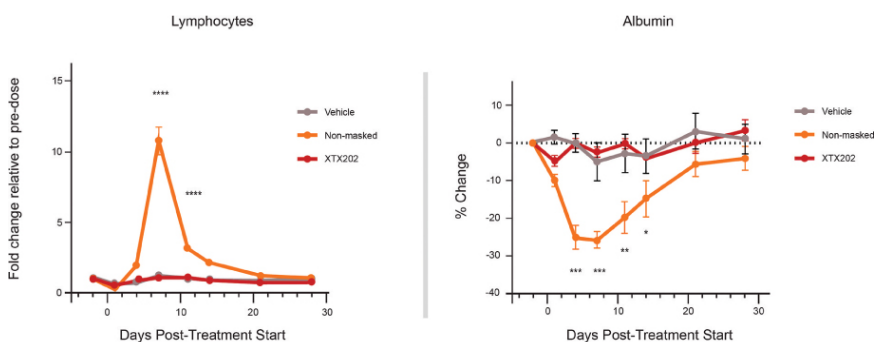 Lymphocytes
Fold change relative to pre-dose
15
10
5
0
****
****
Vehicle
Non-masked
XTX202
0
10
20
30
Days Post-Treatment Start
Albumin
% Change
10
0
-10
-20
-30
-40
***
***
**
*
Vehicle
Non-masked
XTX202
0
10
20
30
Days Post-Treatment Start